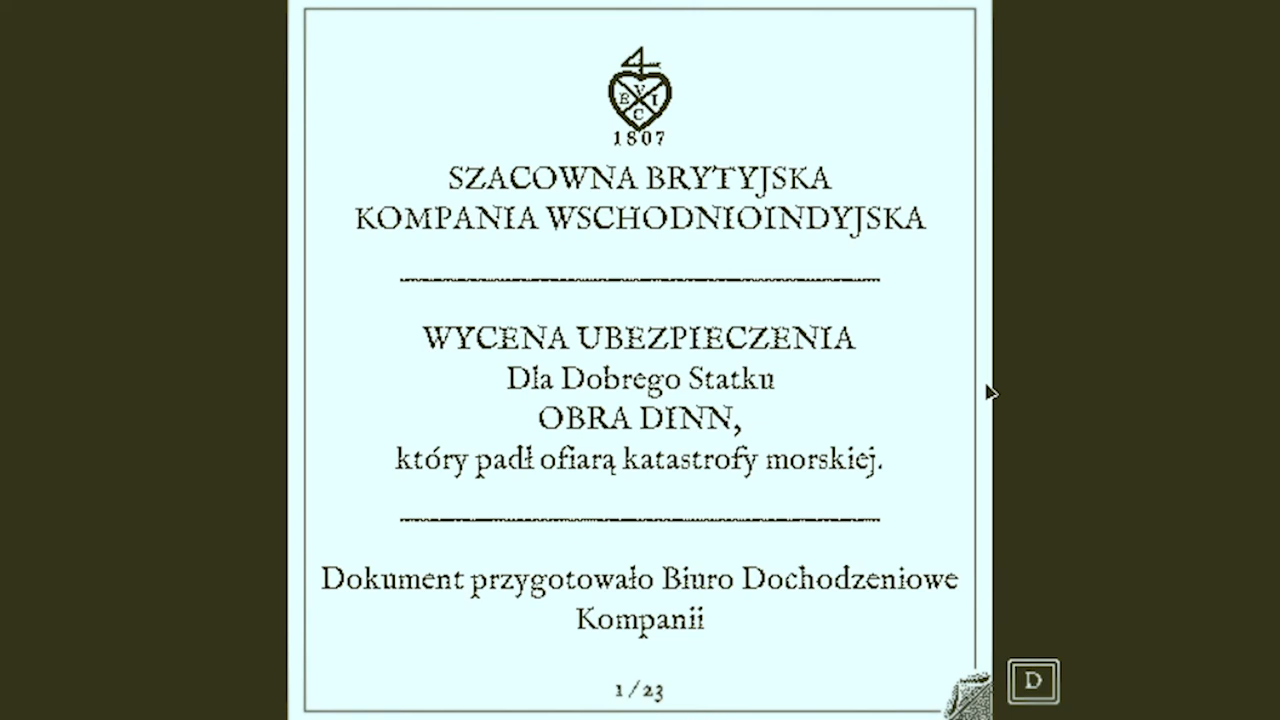 V
E I
C
1807
SZACOWNA BRYTYJSKA
KOMPANIA WSCHODNIOINDYJSKA
WYCENA UBEZPIECZENIA
Dla Dobrego Statku
OBRA DINN,
który padł ofiarą katastrofy morskiej.
Dokument przygotowało Biuro Dochodzeniowe
Kompanii
1/23
D